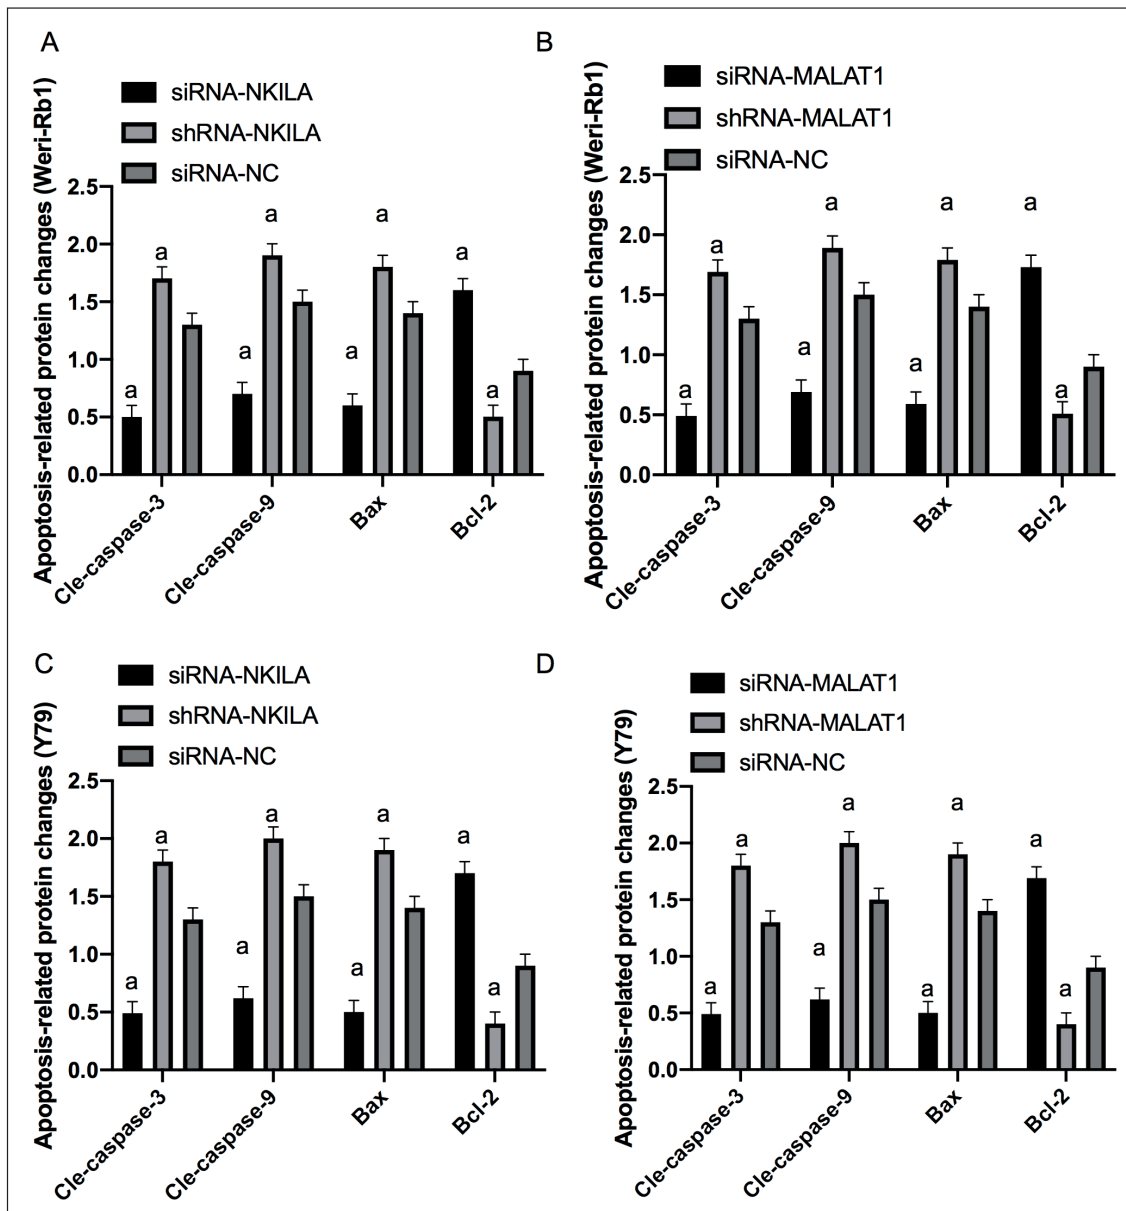 A
siRNA-NKILA
shRNA-NKILA
siRNA-NC
Apoptosis-related protein changes (Weri-Rb1)
2.5
2.0
1.5
1.0
0.5
0.0
a
a
a
a
a
a
a
a
Cle-caspase-3
Cle-caspase-9
Bax
Bcl-2
B
siRNA-MALAT1
shRNA-MALAT1
siRNA-NC
Apoptosis-related protein changes (Weri-Rb1)
2.5
2.0
1.5
1.0
0.5
0.0
a
a
a
a
a
a
a
a
Cle-caspase-3
Cle-caspase-9
Bax
Bcl-2
C
siRNA-NKILA
shRNA-NKILA
siRNA-NC
Apoptosis-related protein changes (Y79)
2.5
2.0
1.5
1.0
0.5
0.0
a
a
a
a
a
a
a
a
Cle-caspase-3
Cle-caspase-9
Bax
Bcl-2
D
siRNA-MALAT1
shRNA-MALAT1
siRNA-NC
Apoptosis-related protein changes (Y79)
2.5
2.0
1.5
1.0
0.5
0.0
a
a
a
a
a
a
a
a
Cle-caspase-3
Cle-caspase-9
Bax
Bcl-2